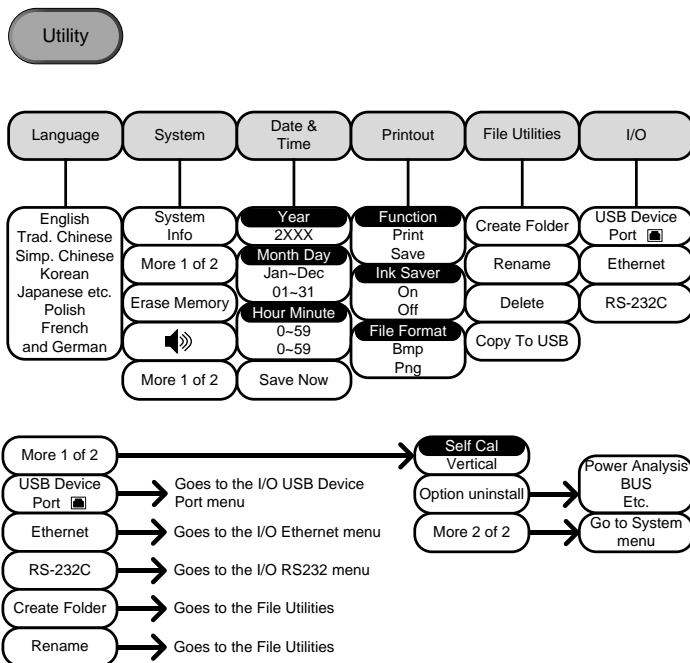 Utility
Language
System
Date &
Time
Printout
File Utilities
I/O
English
Trad. Chinese
Simp. Chinese
Korean
Japanese etc.
Polish
French
and German
System
Info
More 1 of 2
Erase Memory
More 1 of 2
Year
2XXX
Month Day
Jan~Dec
01~31
Hour Minute
0~59
0~59
Save Now
Function
Print
Save
Ink Saver
On
Off
File Format
Bmp
Png
Create Folder
Rename
Delete
Copy To USB
USB Device
Port
Ethernet
RS-232C
More 1 of 2
Self Cal
Vertical
USB Device
Port
Goes to the I/O USB Device
Port menu
Option uninstall
Power Analysis
BUS
Etc.
Ethernet
Goes to the I/O Ethernet menu
More 2 of 2
Go to System
menu
RS-232C
Goes to the I/O RS232 menu
Create Folder
Goes to the File Utilities
Rename
Goes to the File Utilities